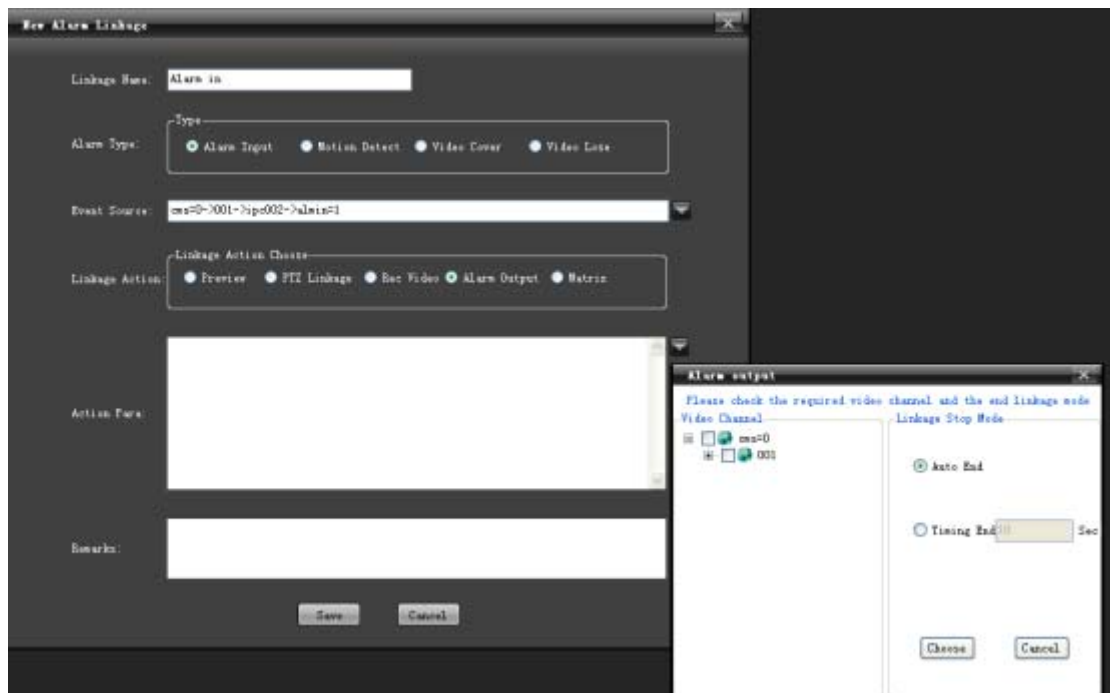 New Alarm Linkage
Linkage Name: Alarm in
Type
Alarm Type: Alarm Input Motion Detect Video Cover Video Lose
Event Source: cms=0->001->ipc002->almin=1
Linkage Action Choose
Linkage Action: Preview PTZ Linkage Rec Video Alarm Output Matrix
Action Para:
Remarks:
Save Cancel
Alarm output
Please check the required video channel and the end linkage mode
Video Channel
cms=0
001
Linkage Stop Mode
Auto End
Timing End Sec
Choose Cancel